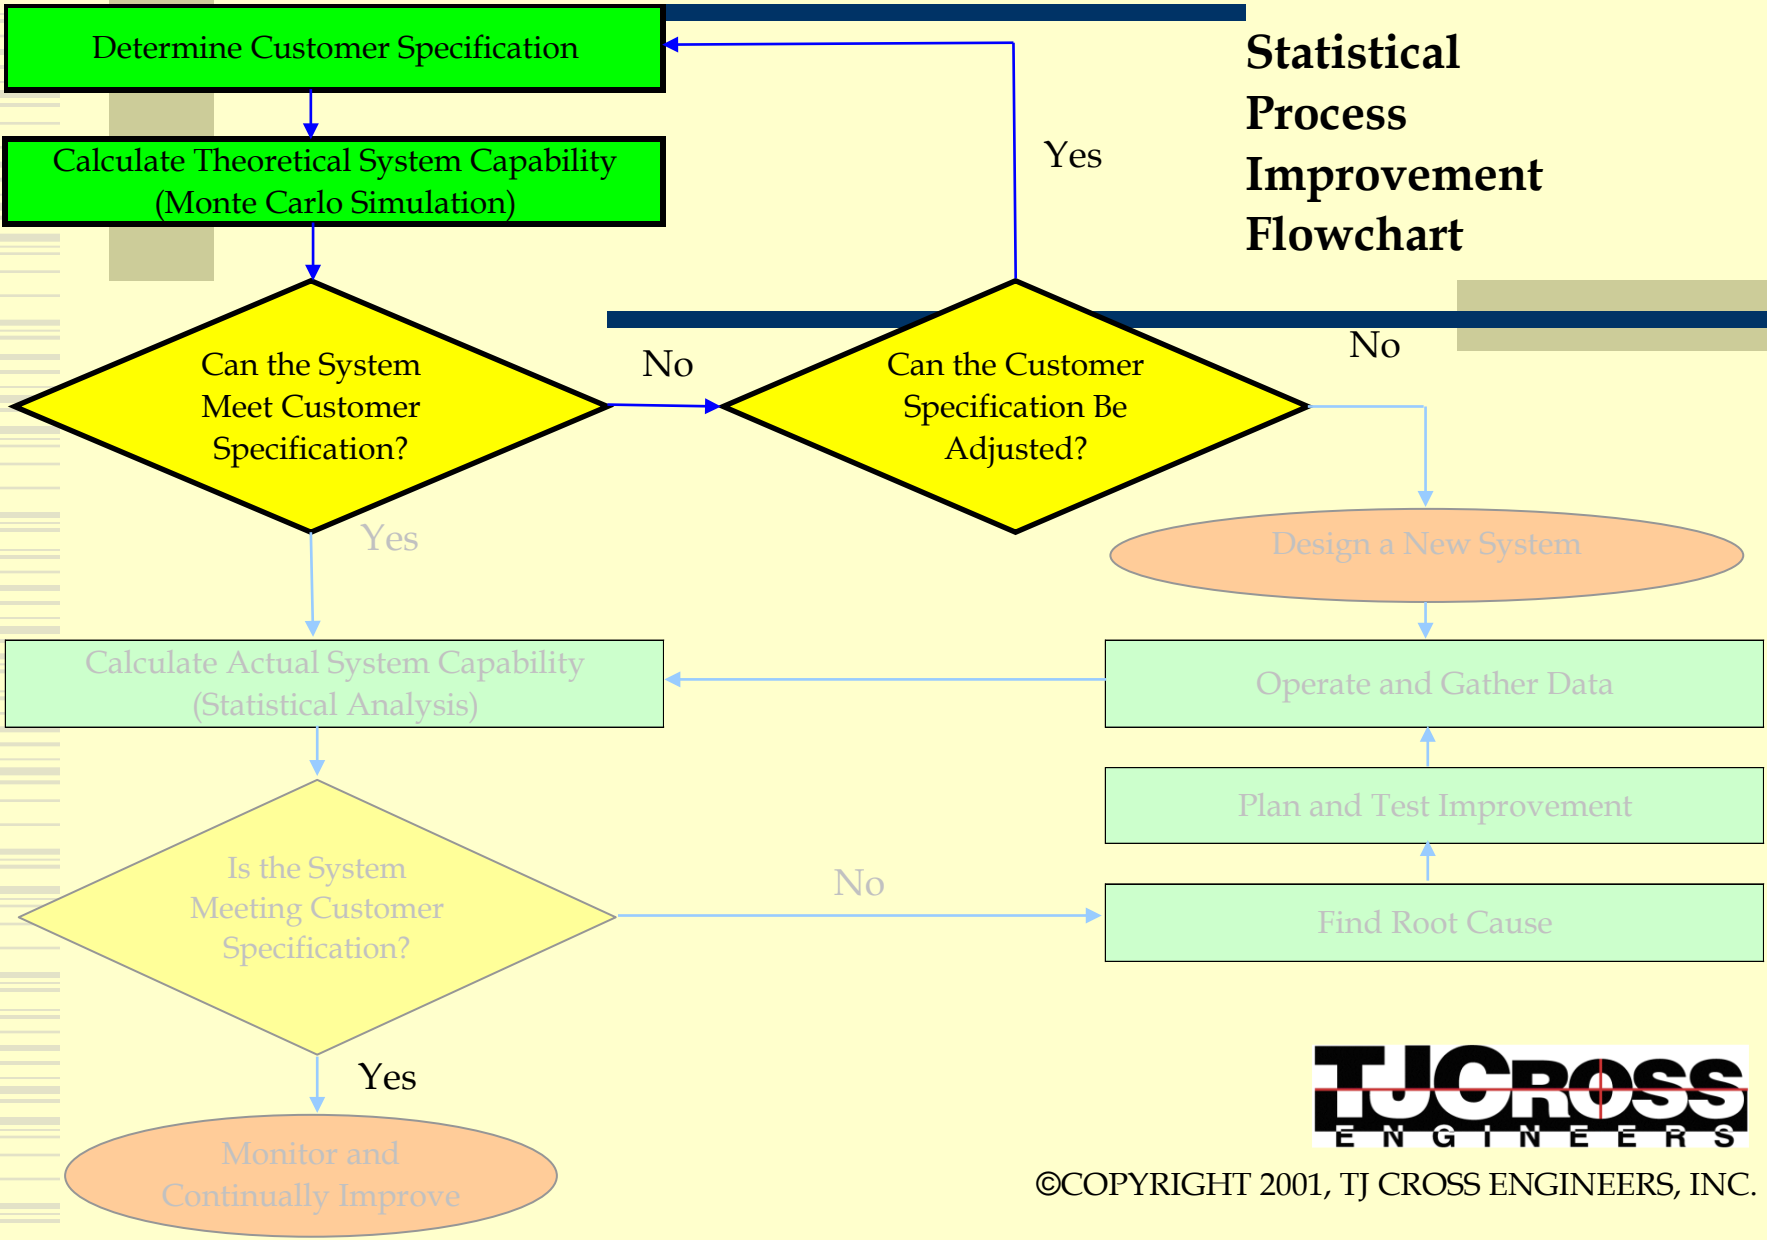 Determine Customer Specification
Statistical
Process
Improvement
Flowchart
Yes
Calculate Theoretical System Capability
(Monte Carlo Simulation)
Can the System
Meet Customer
Specification?
No
Can the Customer
Specification Be
Adjusted?
No
Yes
Design a New System
Calculate Actual System Capability
(Statistical Analysis)
Operate and Gather Data
Plan and Test Improvement
Is the System
Meeting Customer
Specification?
No
Find Root Cause
Yes
Monitor and
Continually Improve
TJCROSS
ENGINEERS
©COPYRIGHT 2001, TJ CROSS ENGINEERS, INC.